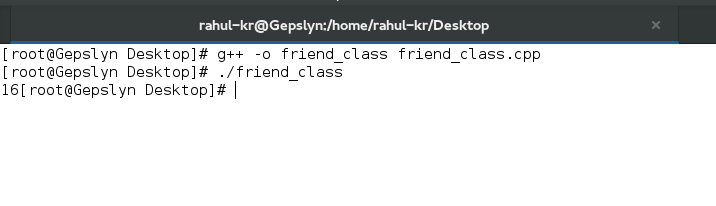 rahul-kr@Gepslyn:/home/rahul-kr/Desktop ×
[root@Gepslyn Desktop]# g++ -o friend_class friend_class.cpp
[root@Gepslyn Desktop]# ./friend_class
16[root@Gepslyn Desktop]#